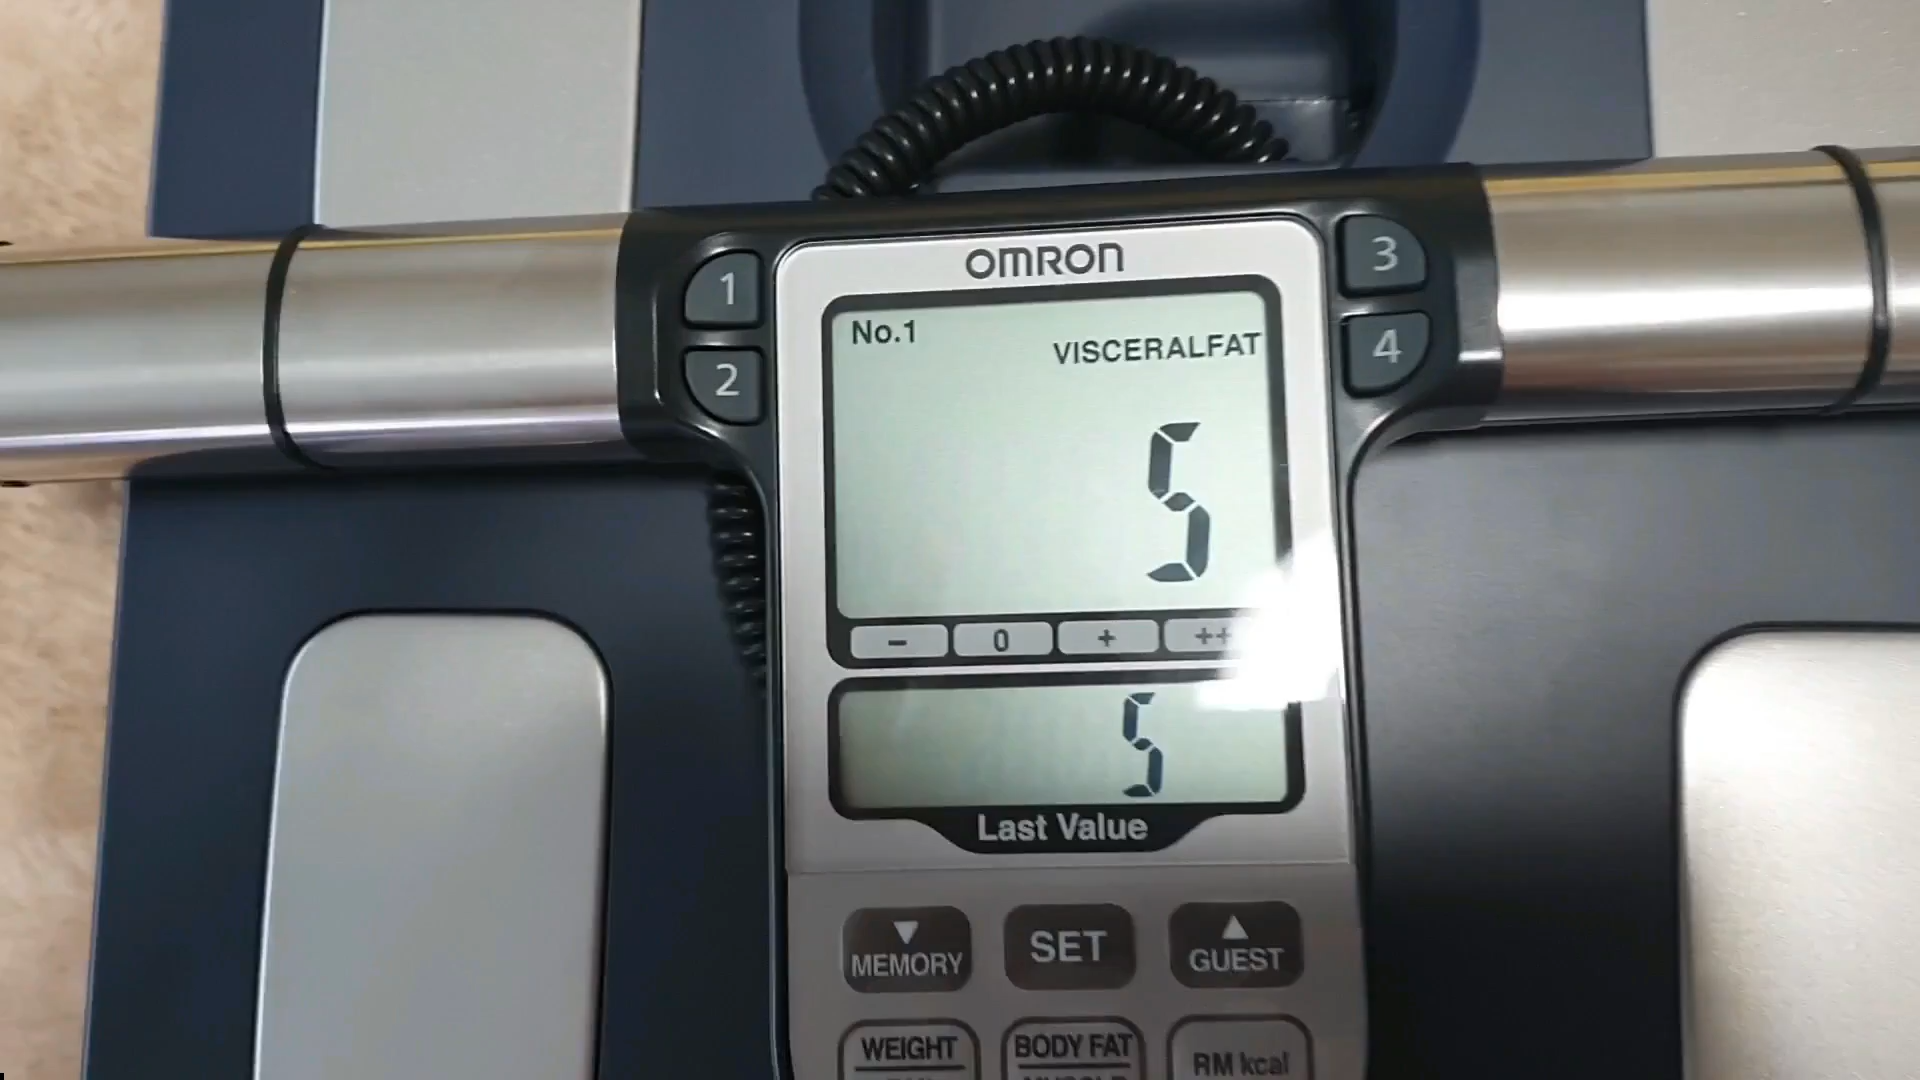 OMRON
1
2
3
4
No.1
VISCERALFAT
5
− 0 + ++
5
Last Value
▼
MEMORY
SET
▲
GUEST
WEIGHT
BODY FAT
RM kcal